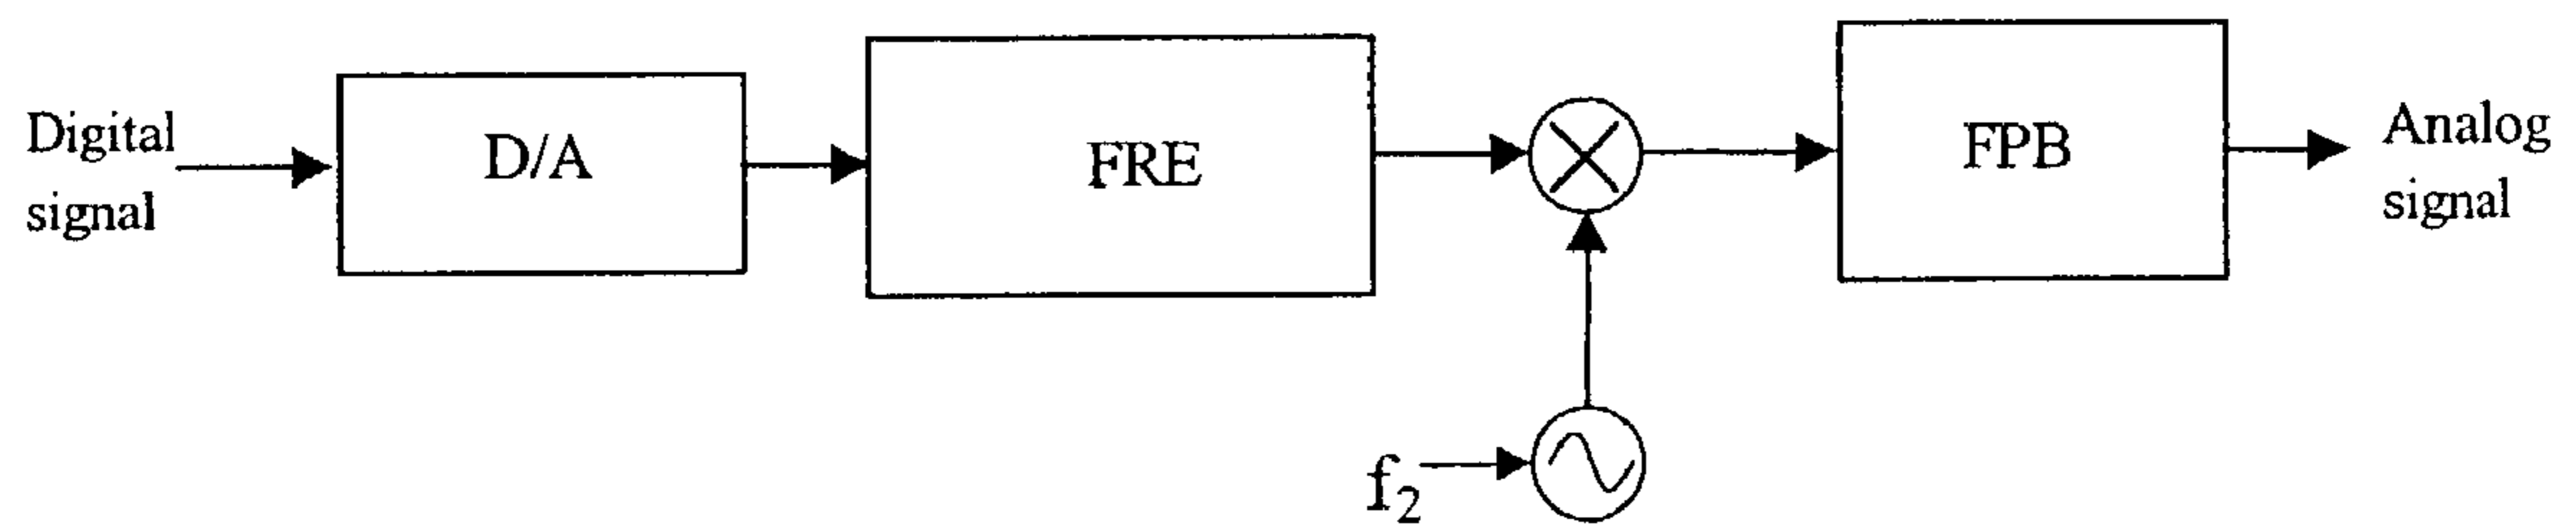 Digital
signal
D/A
FRE
FPB
Analog
signal
f₂